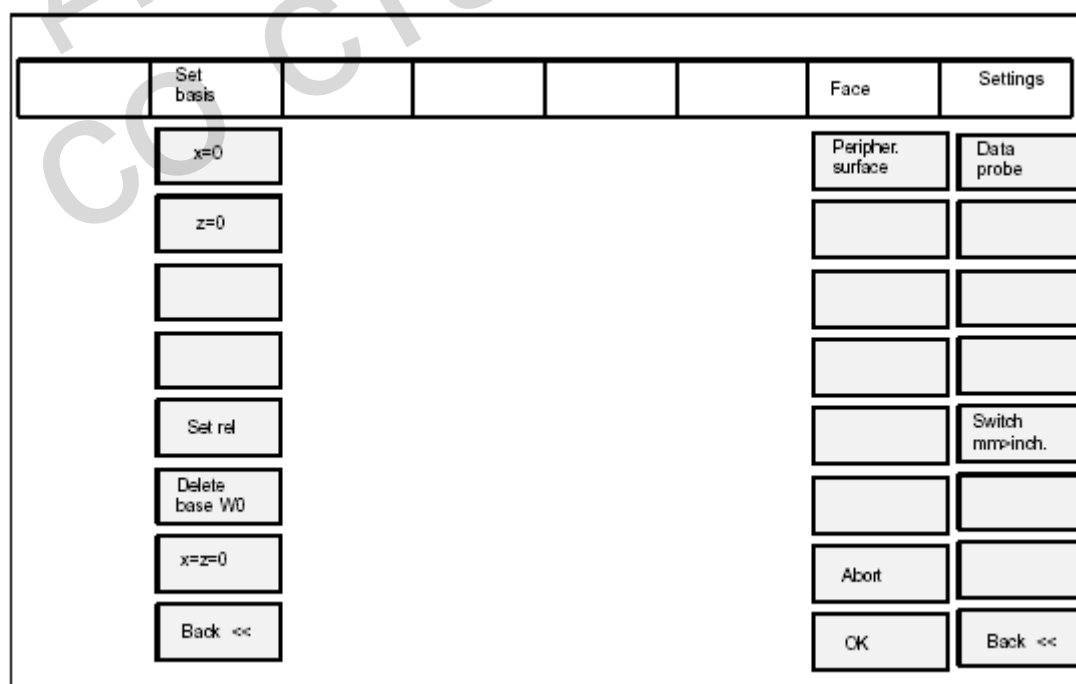 Set
basis
Face
Settings
x=0
z=0
Set rel
Delete
base W0
x=z=0
Back <<
Peripher.
surface
Abort
OK
Data
probe
Switch
mm>inch.
Back <<
CO